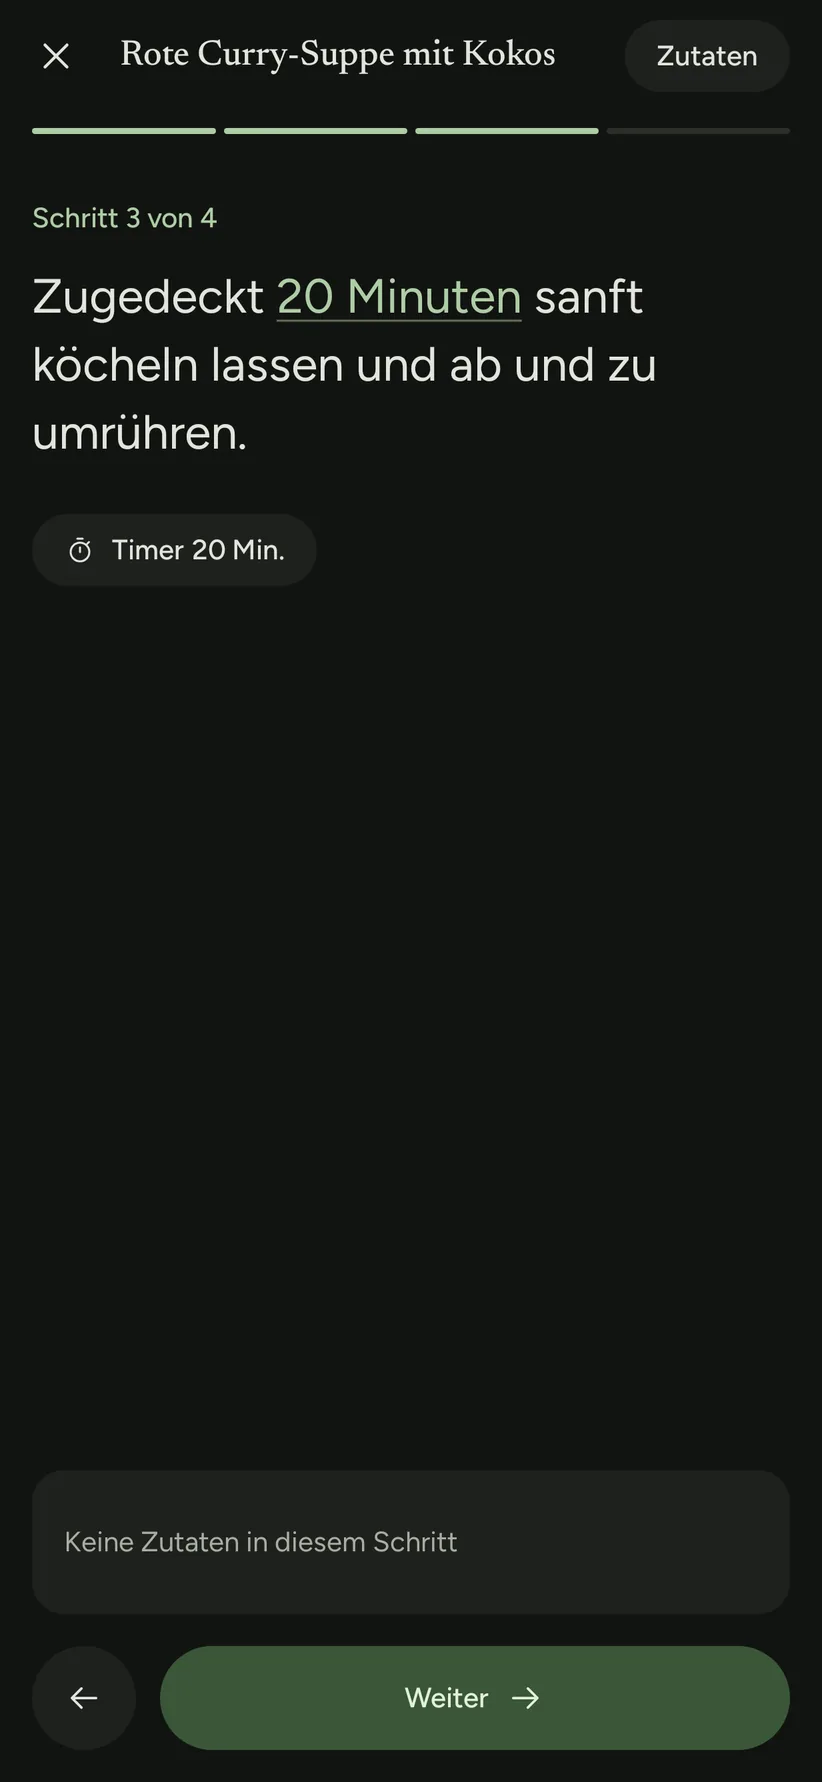 Rote Curry-Suppe mit Kokos
Zutaten
Schritt 3 von 4
Zugedeckt 20 Minuten sanft
köcheln lassen und ab und zu
umrühren.
Timer 20 Min.
Keine Zutaten in diesem Schritt
Weiter